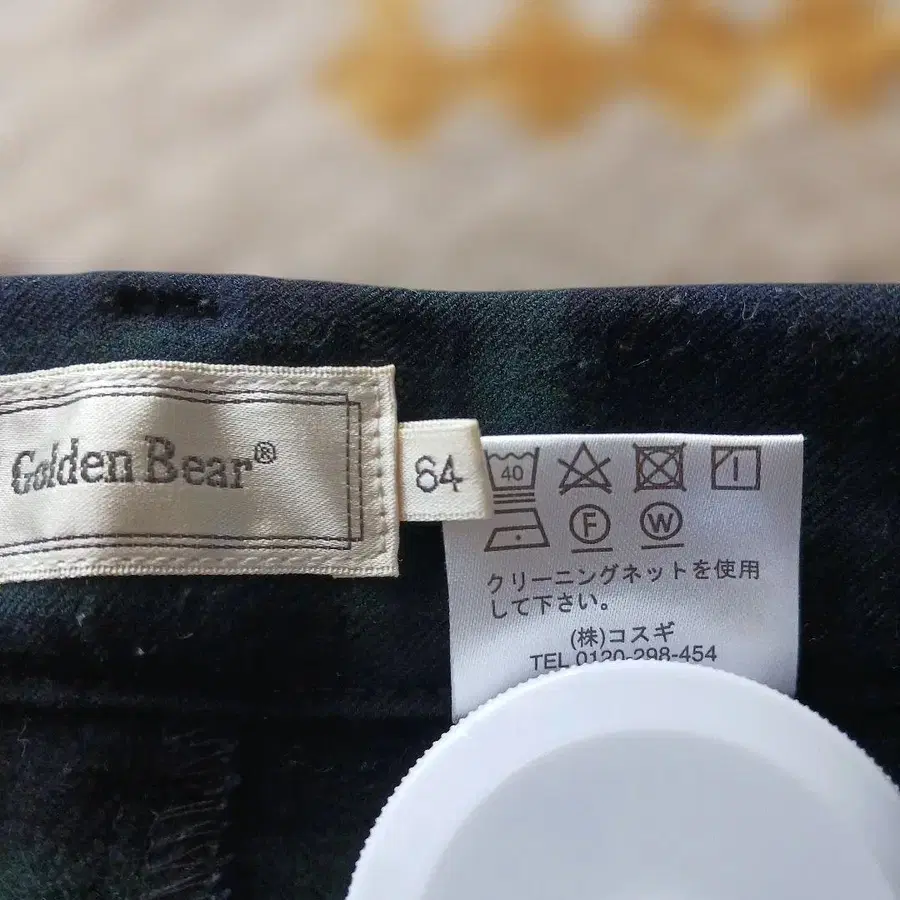 Golden Bear®
64
40
F W
クリーニングネットを使用
して下さい。
(株)コスギ
TEL 0120-298-454